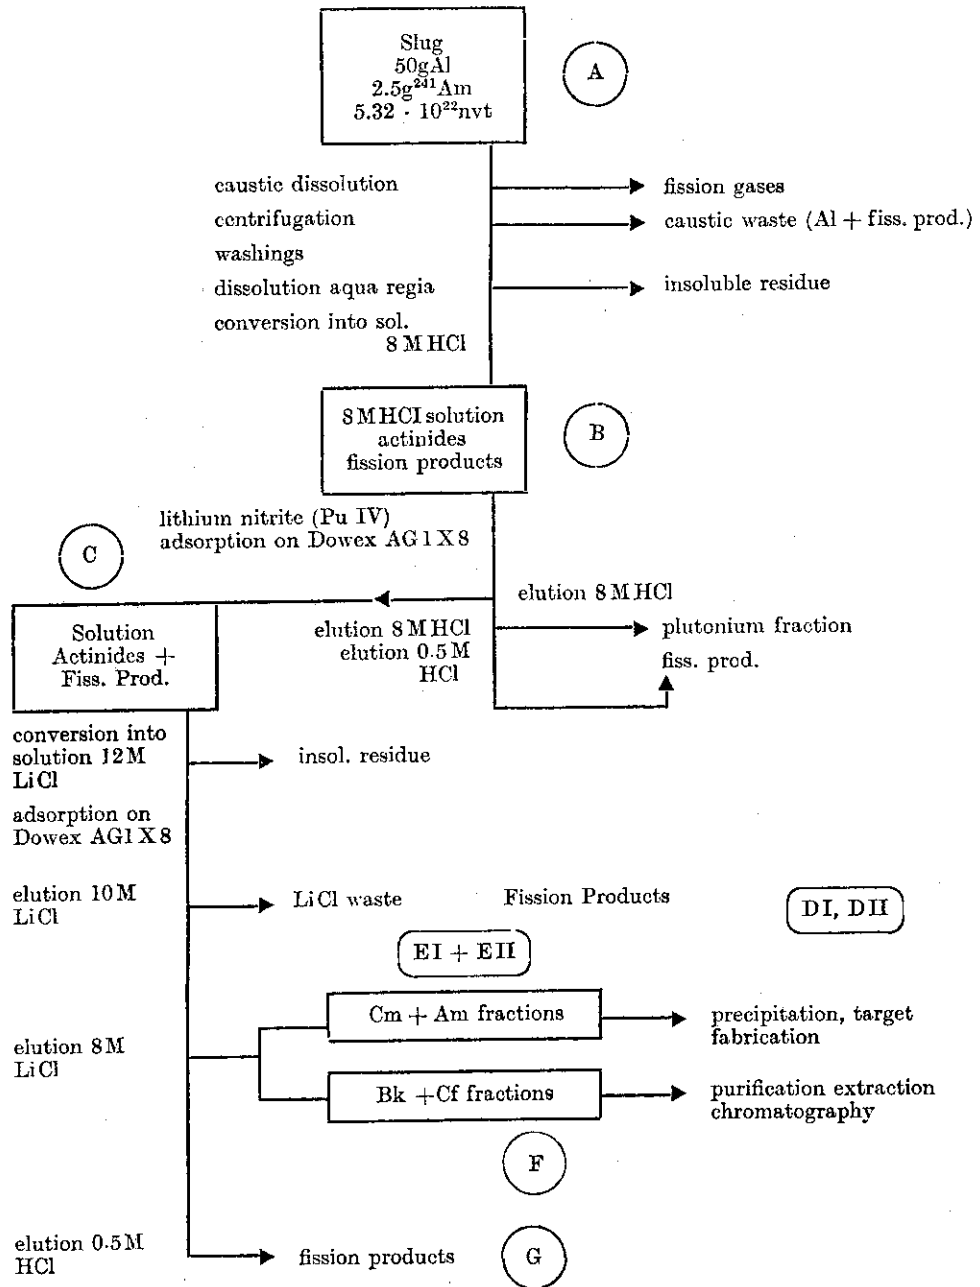 Slug
50gAl
2.5g²⁴¹Am
5.32 · 10²²nvt
A
caustic dissolution
centrifugation
washings
dissolution aqua regia
conversion into sol.
8 M HCl
fission gases
caustic waste (Al + fiss. prod.)
insoluble residue
8 M HCl solution
actinides
fission products
B
lithium nitrite (Pu IV)
adsorption on Dowex AG 1 X 8
C
elution 8 M HCl
elution 8 M HCl
elution 0.5 M
HCl
plutonium fraction
fiss. prod.
Solution
Actinides +
Fiss. Prod.
conversion into
solution 12M
LiCl
insol. residue
adsorption on
Dowex AG1 X 8
elution 10 M
LiCl
LiCl waste
Fission Products
DI, DII
EI + EII
Cm + Am fractions
precipitation, target
fabrication
elution 8 M
LiCl
Bk + Cf fractions
purification extraction
chromatography
F
elution 0.5 M
HCl
fission products
G